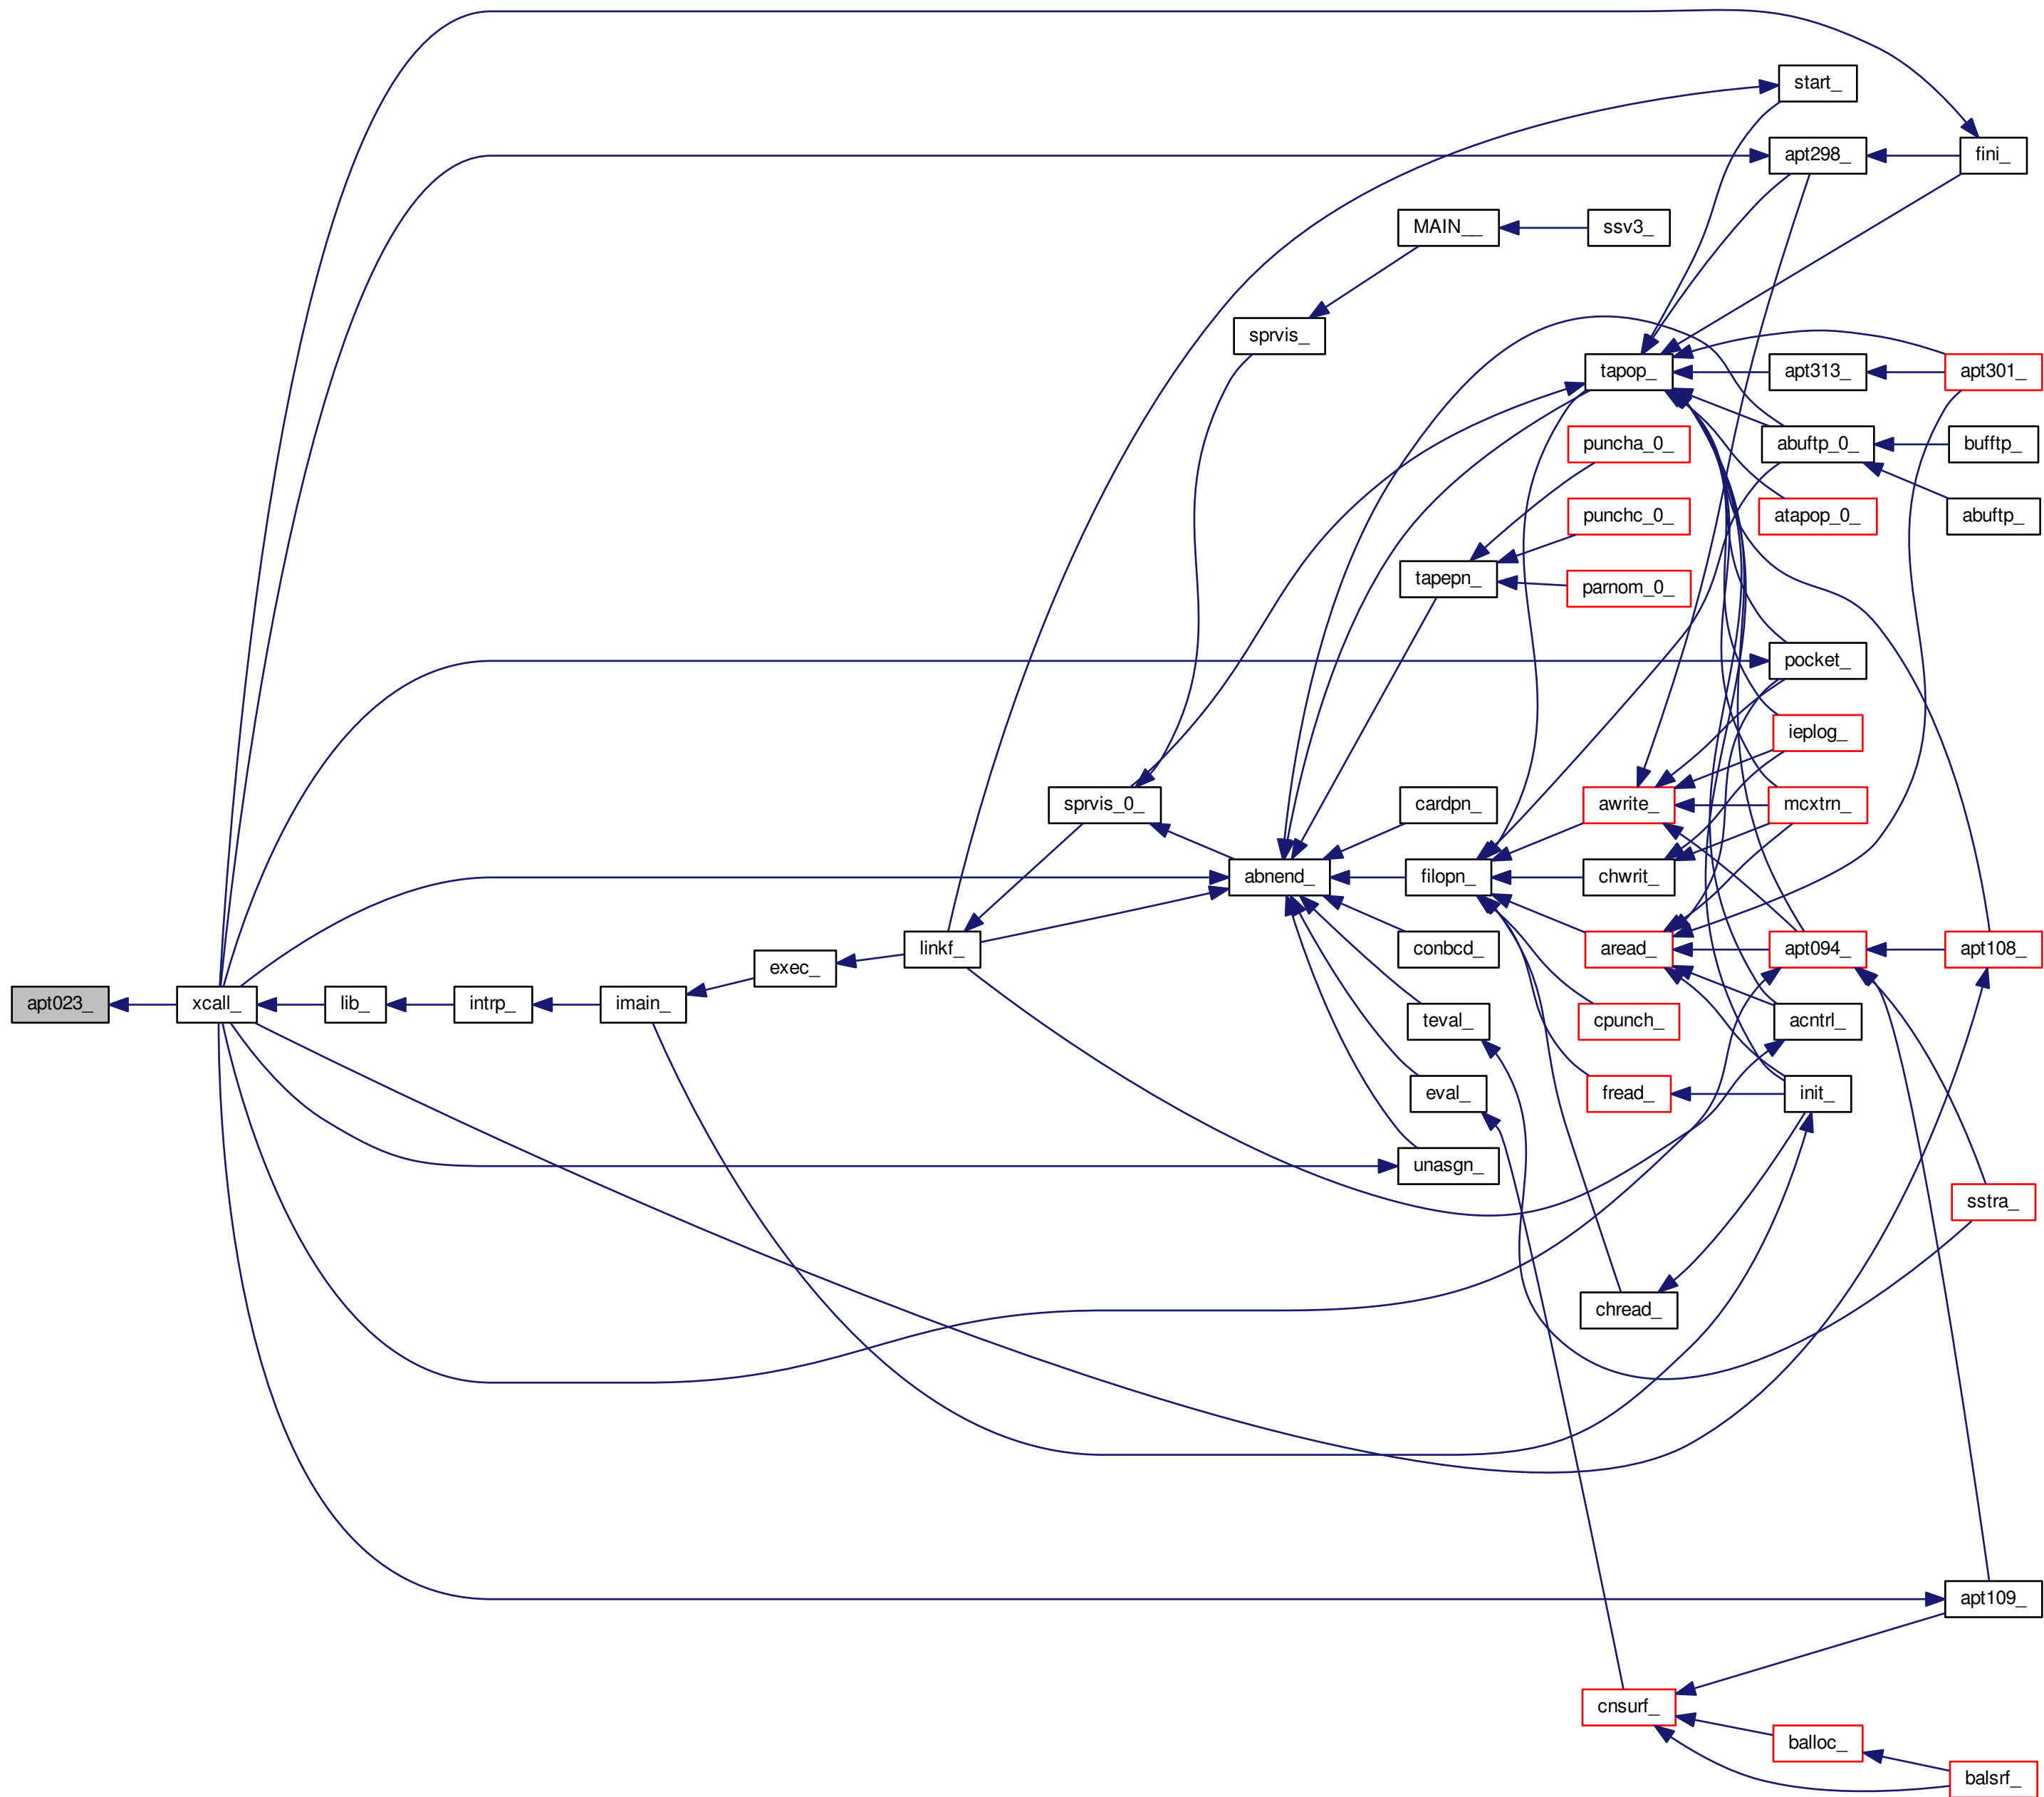 start_
apt298_
fini_
MAIN__
ssv3_
sprvis_
tapop_
apt313_
apt301_
puncha_0_
abuftp_0_
bufftp_
punchc_0_
atapop_0_
abuftp_
tapepn_
parnom_0_
pocket_
ieplog_
sprvis_0_
cardpn_
awrite_
mcxtrn_
abnend_
filopn_
chwrit_
linkf_
conbcd_
aread_
apt094_
apt108_
exec_
apt023_
xcall_
lib_
intrp_
imain_
teval_
cpunch_
acntrl_
eval_
fread_
init_
unasgn_
sstra_
chread_
apt109_
cnsurf_
balloc_
balsrf_